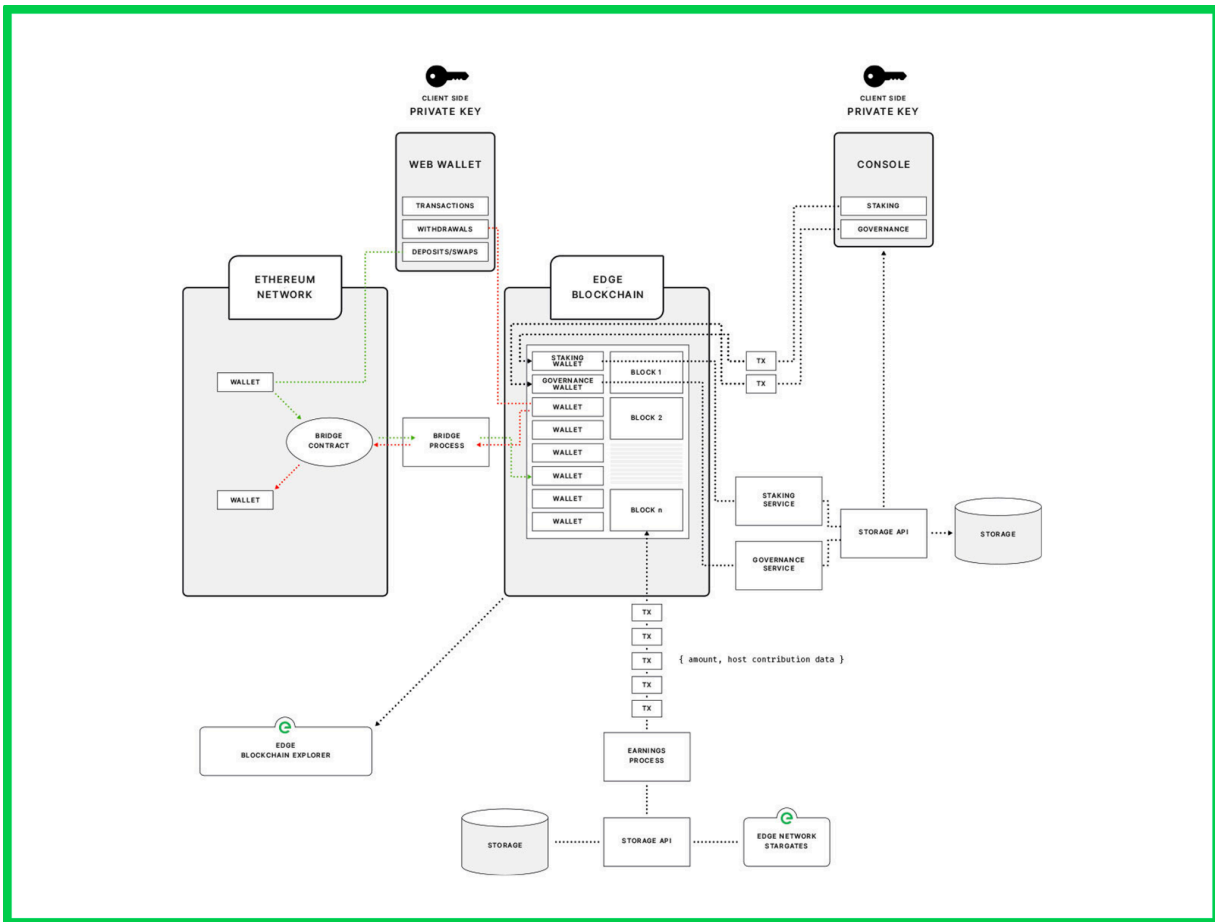 CLIENT SIDE
PRIVATE KEY
WEB WALLET
TRANSACTIONS
WITHDRAWALS
DEPOSITS/SWAPS
CLIENT SIDE
PRIVATE KEY
CONSOLE
STAKING
GOVERNANCE
ETHEREUM
NETWORK
WALLET
BRIDGE
CONTRACT
WALLET
BRIDGE
PROCESS
EDGE
BLOCKCHAIN
STAKING
WALLET
GOVERNANCE
WALLET
WALLET
WALLET
WALLET
WALLET
WALLET
WALLET
BLOCK 1
BLOCK 2
BLOCK n
TX
TX
STAKING
SERVICE
GOVERNANCE
SERVICE
STORAGE API
STORAGE
TX
TX
TX
TX
TX
{ amount, host contribution data }
EDGE
BLOCKCHAIN EXPLORER
EARNINGS
PROCESS
STORAGE
STORAGE API
EDGE NETWORK
STARGATES